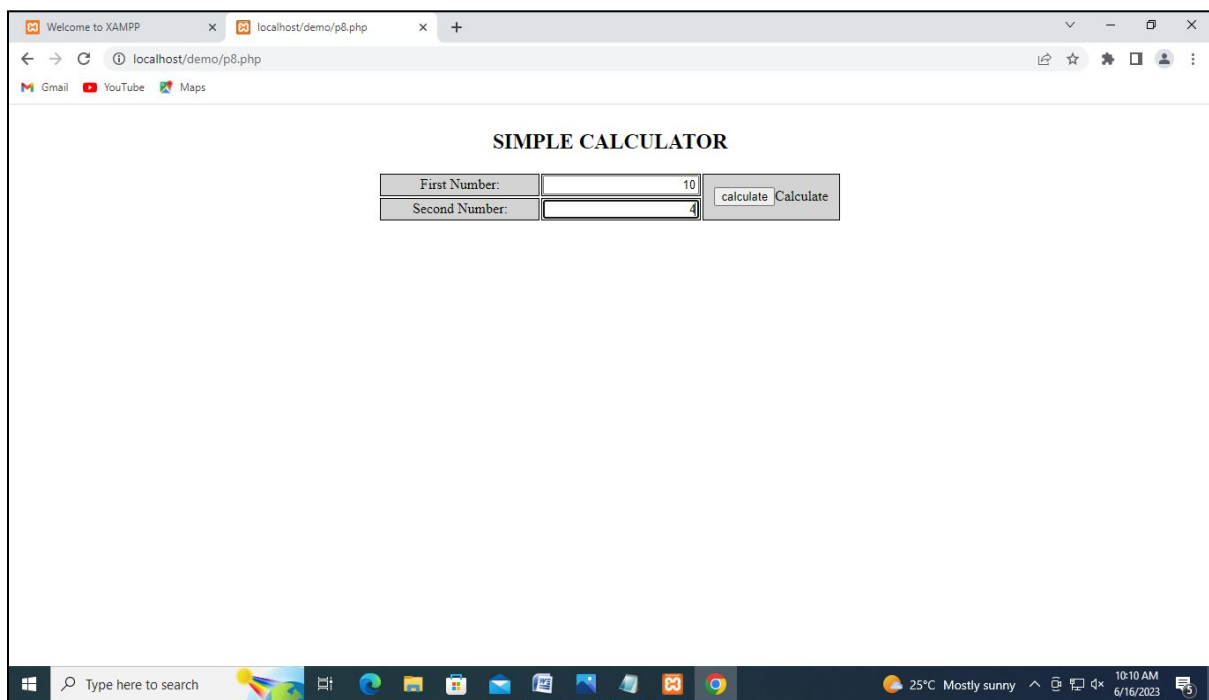 Welcome to XAMPP
localhost/demo/p8.php
localhost/demo/p8.php
Gmail YouTube Maps
SIMPLE CALCULATOR
First Number: 10
calculate Calculate
Second Number: 4
Type here to search
25°C Mostly sunny
10:10 AM
6/16/2023
5